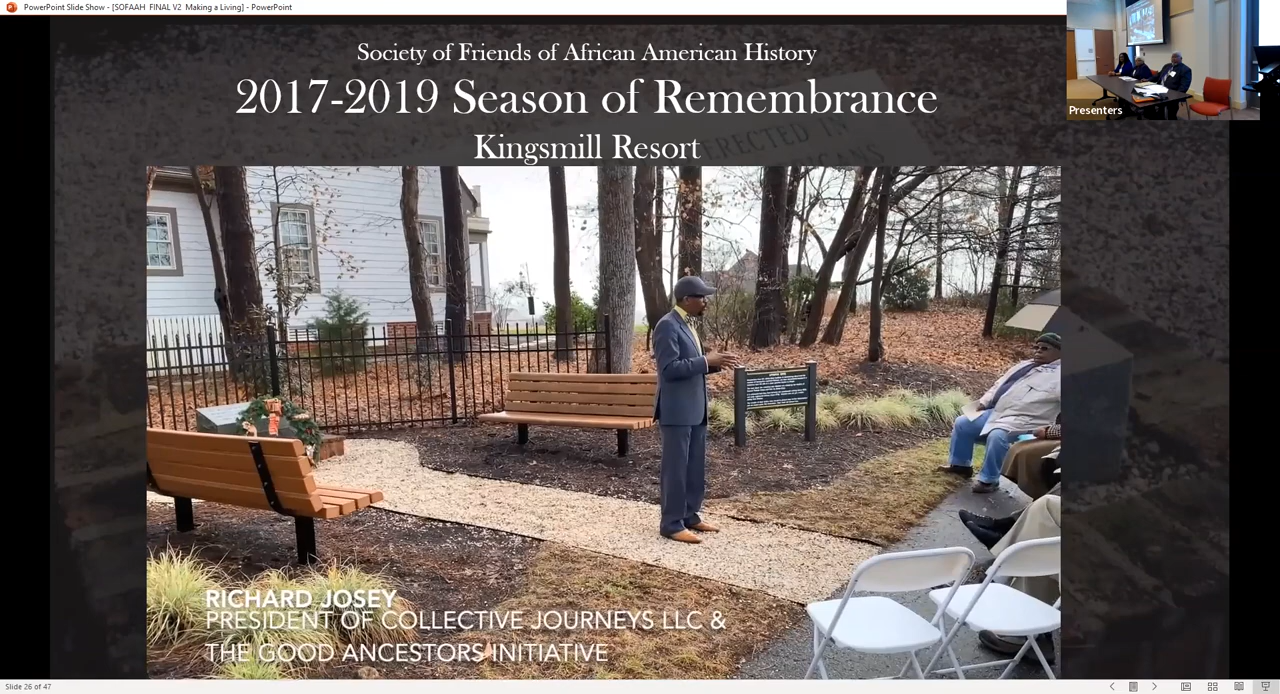 PowerPoint Slide Show - [SOFAAH FINAL V2 Making a Living] - PowerPoint
Society of Friends of African American History
2017-2019 Season of Remembrance
Kingsmill Resort
ERECTED IN
Presenters
RICHARD JOSEY
PRESIDENT OF COLLECTIVE JOURNEYS LLC &
THE GOOD ANCESTORS INITIATIVE
Slide 26 of 47